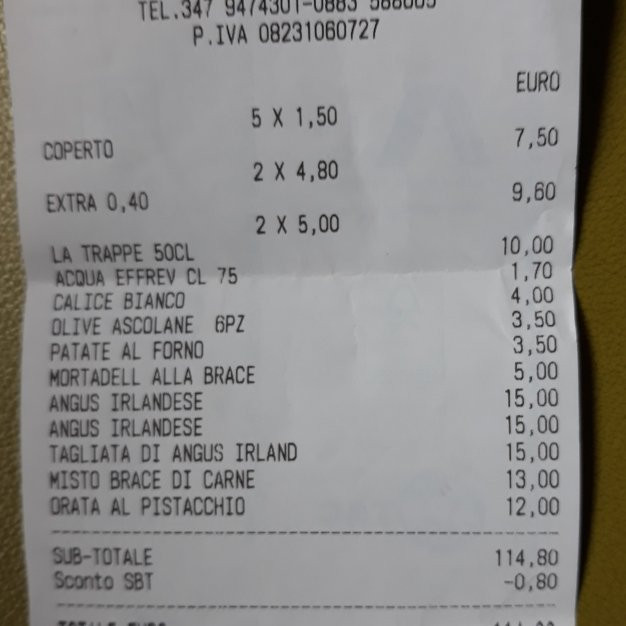 TEL.347 9474301-0883
P.IVA 08231060727
EURO
5 X 1,50
COPERTO 7,50
2 X 4,80
EXTRA 0,40 9,60
2 X 5,00
LA TRAPPE 50CL 10,00
ACQUA EFFREV CL 75 1,70
CALICE BIANCO 4,00
OLIVE ASCOLANE 6PZ 3,50
PATATE AL FORNO 3,50
MORTADELL ALLA BRACE 5,00
ANGUS IRLANDESE 15,00
ANGUS IRLANDESE 15,00
TAGLIATA DI ANGUS IRLAND 15,00
MISTO BRACE DI CARNE 13,00
ORATA AL PISTACCHIO 12,00
SUB-TOTALE 114,80
Sconto SBT -0,80